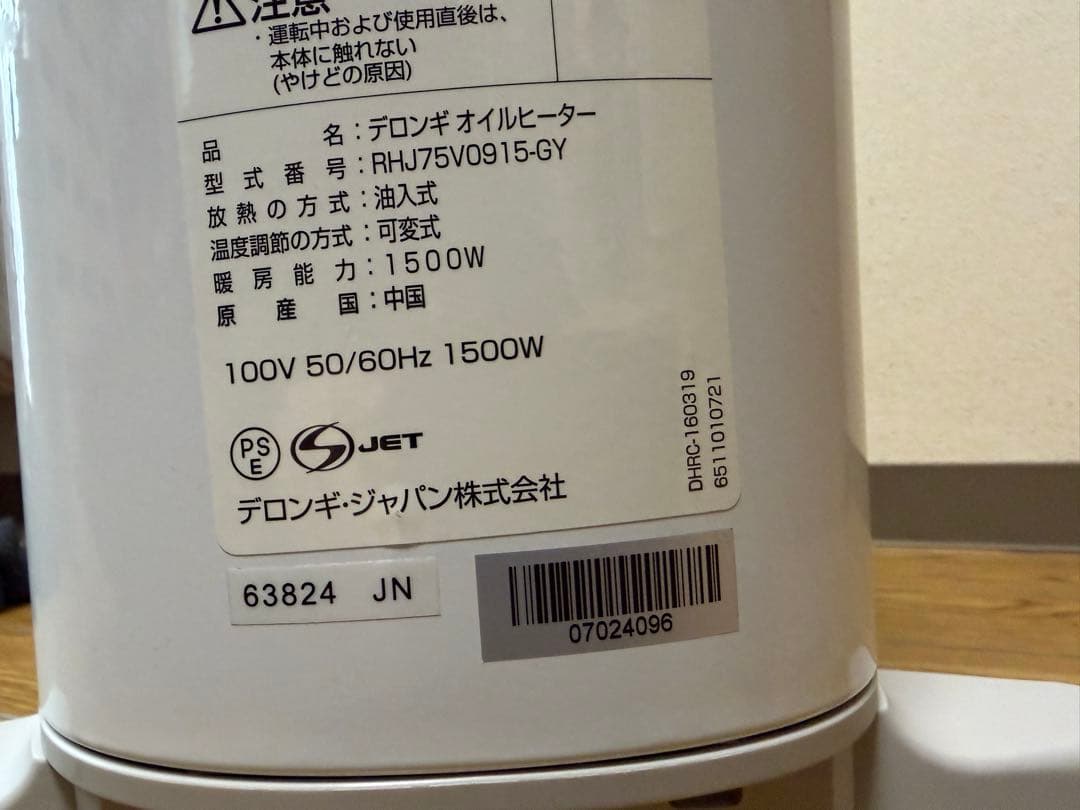 注意
・運転中および使用直後は、
本体に触れない
(やけどの原因)
品名:デロンギ オイルヒーター
型式番号:RHJ75V0915-GY
放熱の方式:油入式
温度調節の方式:可変式
暖房能力:1500W
原産国:中国
100V 50/60Hz 1500W
PSE JET
デロンギ・ジャパン株式会社
DHRC-160319
6511010721
63824 JN
07024096